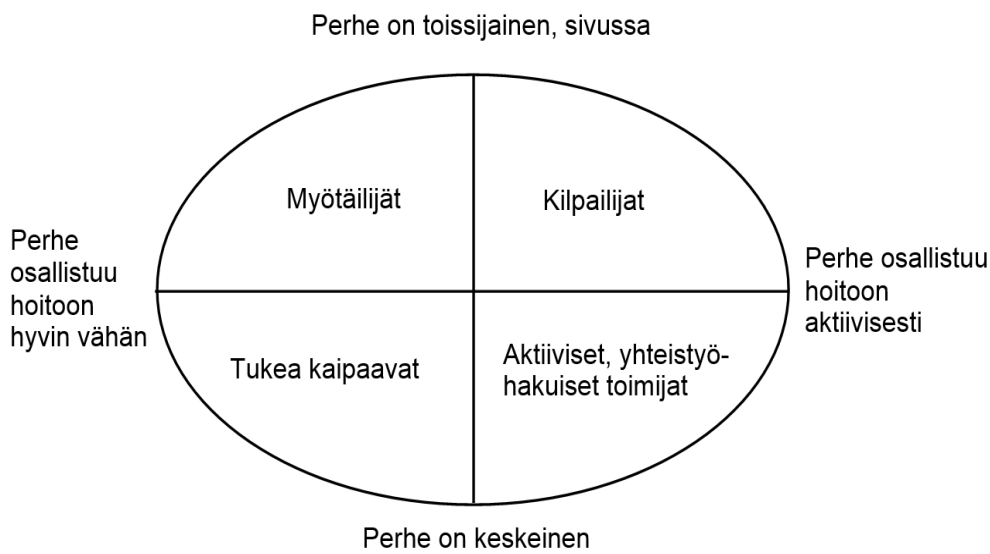 Perhe on toissijainen, sivussa
Myötäilijät
Kilpailijat
Perhe
osallistuu
hoitoon
hyvin vähän
Perhe osallistuu
hoitoon
aktiivisesti
Tukea kaipaavat
Aktiiviset, yhteistyö-
hakuiset toimijat
Perhe on keskeinen